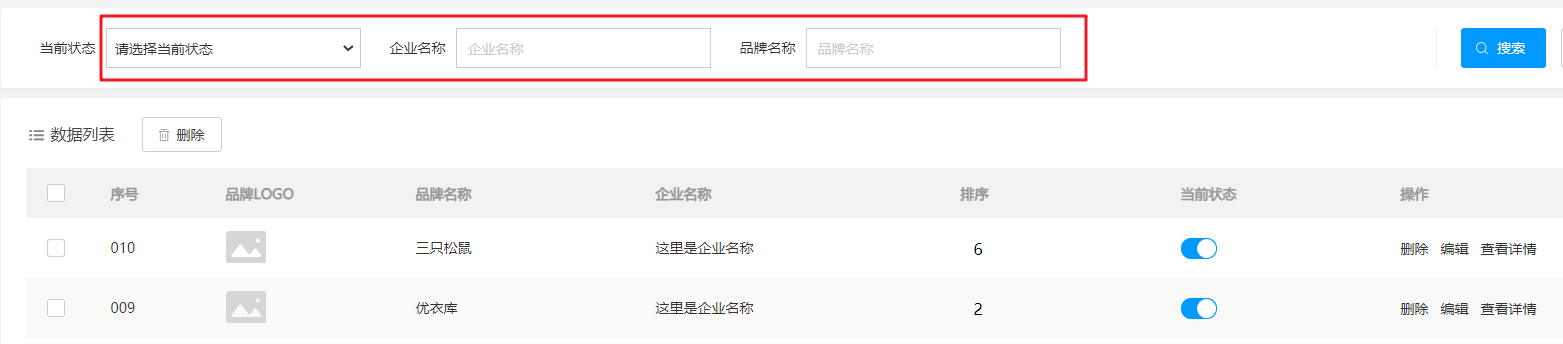 当前状态 请选择当前状态 企业名称 企业名称 品牌名称 品牌名称 搜索
数据列表 删除
序号 品牌LOGO 品牌名称 企业名称 排序 当前状态 操作
010 三只松鼠 这里是企业名称 6 删除 编辑 查看详情
009 优衣库 这里是企业名称 2 删除 编辑 查看详情